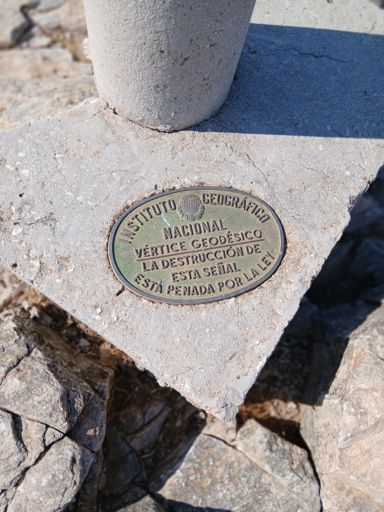 INSTITUTO GEOGRÁFICO
NACIONAL
VÉRTICE GEODÉSICO
LA DESTRUCCIÓN DE
ESTA SEÑAL
ESTÁ PENADA POR LA LEY